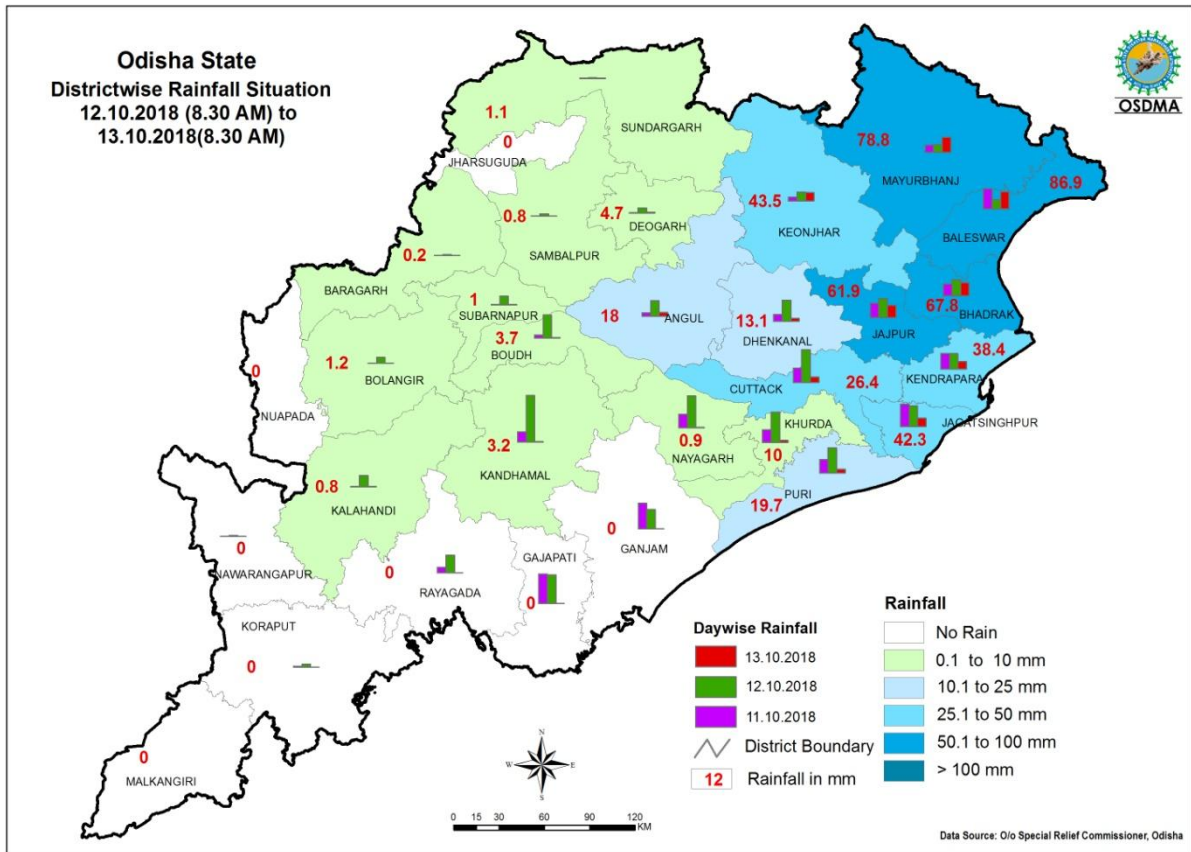 Odisha State
Districtwise Rainfall Situation
12.10.2018 (8.30 AM) to
13.10.2018(8.30 AM)
OSDMA
1.1
SUNDARGARH
0
JHARSUGUDA
78.8
MAYURBHANJ
86.9
BALESWAR
43.5
KEONJHAR
0.8
SAMBALPUR
4.7
DEOGARH
0.2
BARAGARH
1
SUBARNAPUR
3.7
BOUDH
18
ANGUL
13.1
DHENKANAL
61.9
JAJPUR
67.8
BHADRAK
38.4
KENDRAPARA
1.2
BOLANGIR
0
NUAPADA
CUTTACK
26.4
JAGATSINGHPUR
42.3
3.2
KANDHAMAL
0.9
NAYAGARH
KHURDA
10
PURI
19.7
0.8
KALAHANDI
0
GANJAM
0
NAWARANGAPUR
0
RAYAGADA
GAJAPATI
0
KORAPUT
0
0
MALKANGIRI
Daywise Rainfall
13.10.2018
12.10.2018
11.10.2018
District Boundary
12 Rainfall in mm
Rainfall
No Rain
0.1 to 10 mm
10.1 to 25 mm
25.1 to 50 mm
50.1 to 100 mm
> 100 mm
N
W E
S
0 15 30 60 90 120
KM
Data Source: O/o Special Relief Commissioner, Odisha